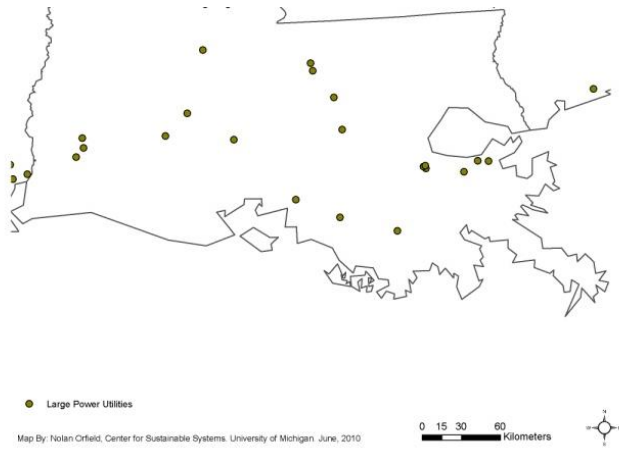 Large Power Utilities
Map By: Nolan Orfield, Center for Sustainable Systems. University of Michigan. June, 2010
0 15 30 60
Kilometers
N
S